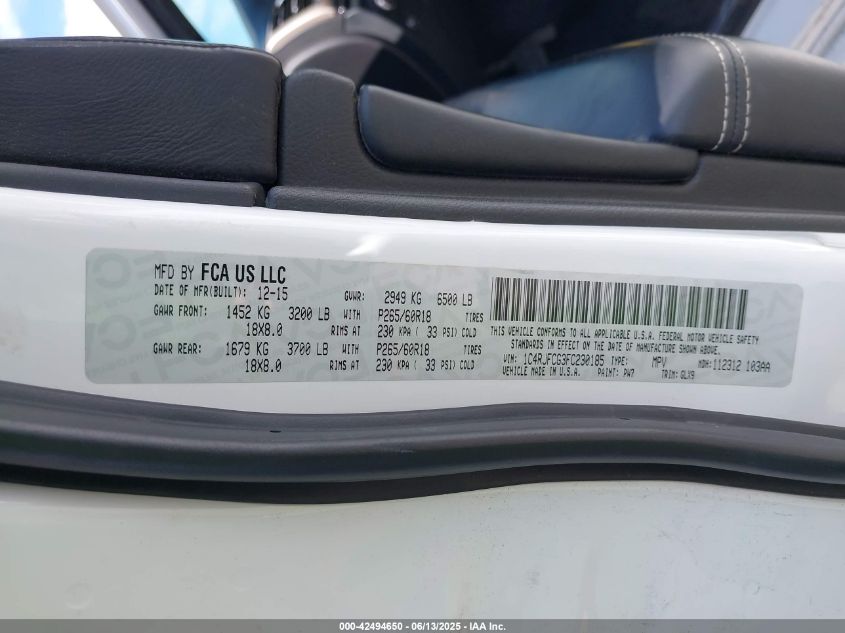 MFD BY FCA US LLC
DATE OF MFR(BUILT): 12-15 GVWR: 2949 KG 6500 LB
GAWR FRONT: 1452 KG 3200 LB WITH P265/60R18 TIRES
18X8.0 RIMS AT 230 KPA ( 33 PSI) COLD
GAWR REAR: 1679 KG 3700 LB WITH P265/60R18 TIRES
18X8.0 RIMS AT 230 KPA ( 33 PSI) COLD
THIS VEHICLE CONFORMS TO ALL APPLICABLE U.S.A. FEDERAL MOTOR VEHICLE SAFETY
STANDARDS IN EFFECT ON THE DATE OF MANUFACTURE SHOWN ABOVE.
VIN: 1C4RJFCG3FC230185 TYPE: MPV MDH: 112312 103AA
VEHICLE MADE IN U.S.A. PAINT: PW7 TRIM: GLX9
000-42494650 - 06/13/2025 - IAA Inc.